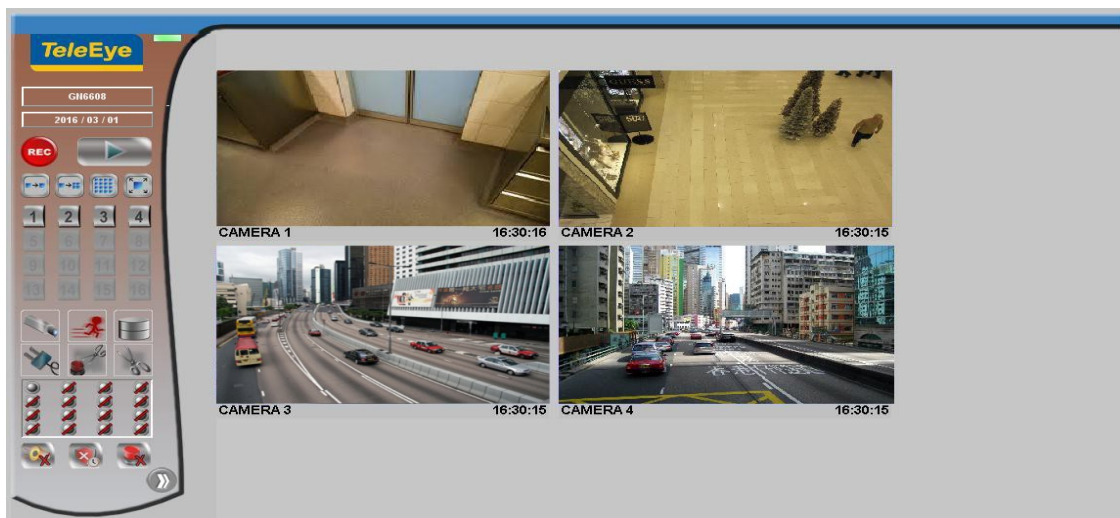 TeleEye
GN6608
2016 / 03 / 01
REC
1 2 3 4
5 6 7 8
9 10 11 12
13 14 15 16
GUESS
CAMERA 1 16:30:16
CAMERA 2 16:30:15
CAMERA 3 16:30:15
CAMERA 4 16:30:15